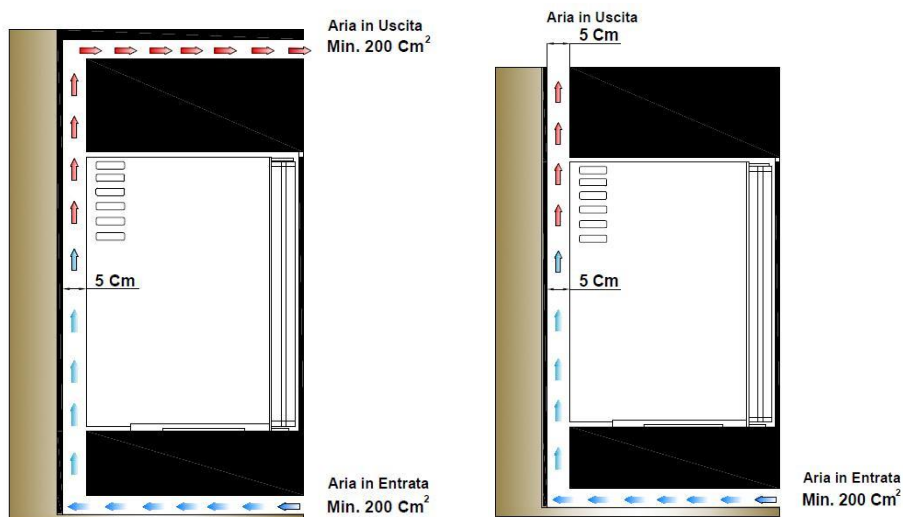 Aria in Uscita
Min. 200 Cm²
5 Cm
Aria in Entrata
Min. 200 Cm²
Aria in Uscita
5 Cm
5 Cm
Aria in Entrata
Min. 200 Cm²